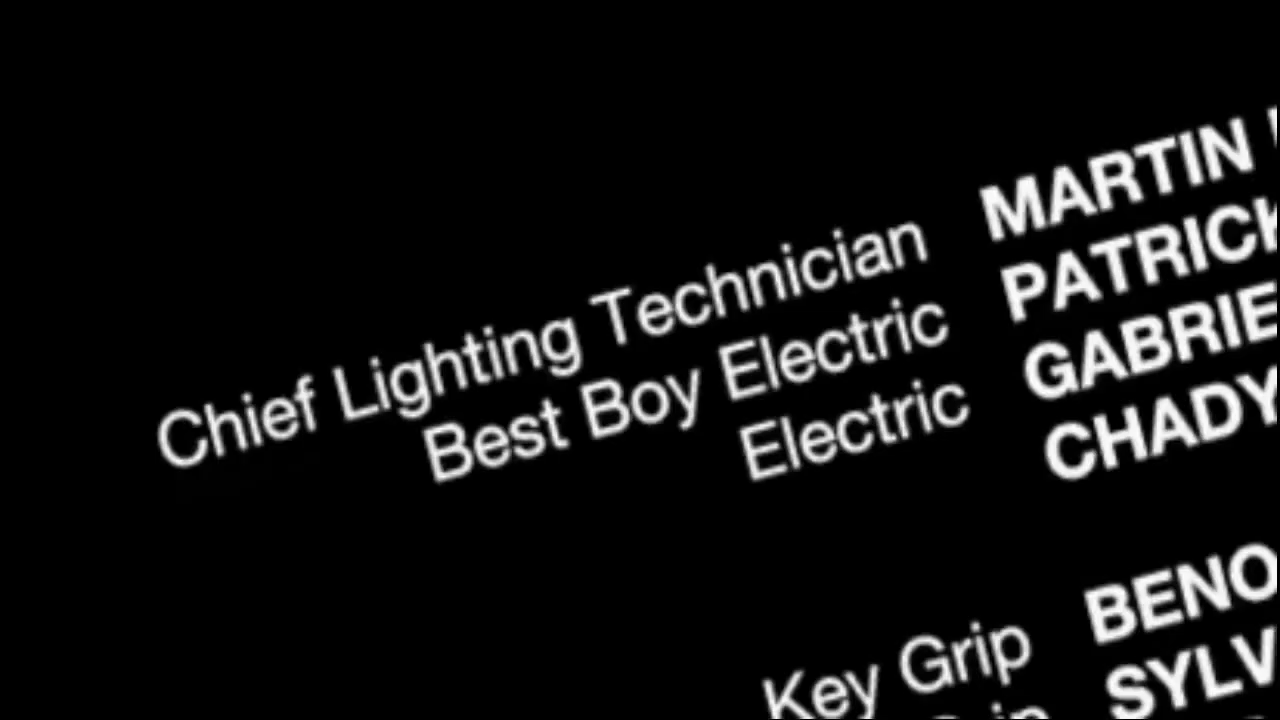 Chief Lighting Technician MARTIN
Best Boy Electric PATRICK
Electric GABRIE
CHADY
Key Grip BENO
SYLV